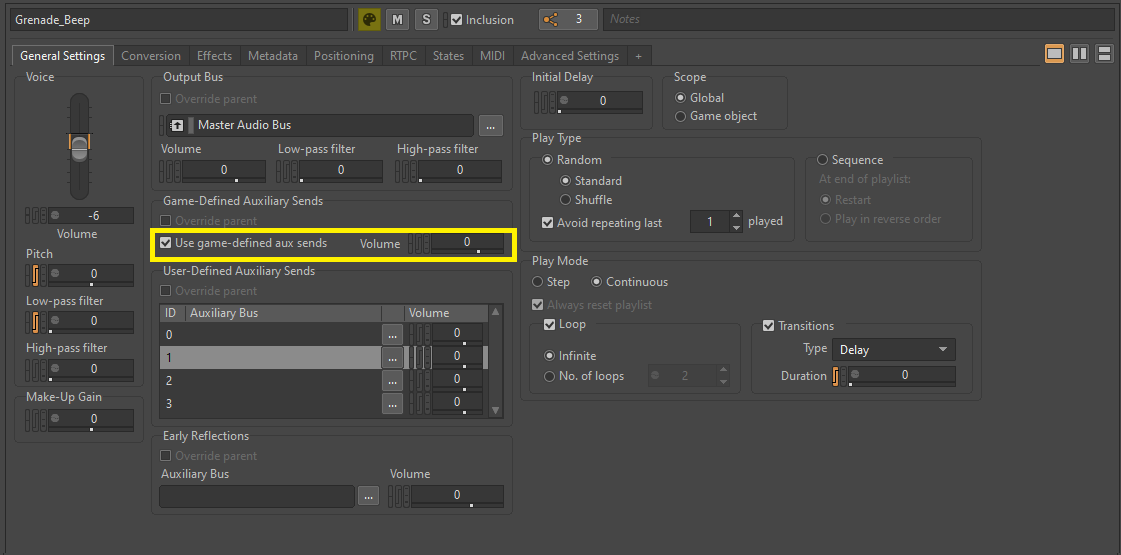 Grenade_Beep
M
S
Inclusion
3
Notes
General Settings
Conversion
Effects
Metadata
Positioning
RTPC
States
MIDI
Advanced Settings
+
Voice
-6
Volume
Pitch
0
Low-pass filter
0
High-pass filter
0
Make-Up Gain
0
Output Bus
Override parent
Master Audio Bus
...
Volume
Low-pass filter
High-pass filter
0
0
0
Game-Defined Auxiliary Sends
Override parent
Use game-defined aux sends
Volume
0
User-Defined Auxiliary Sends
Override parent
ID
Auxiliary Bus
Volume
0
...
0
1
...
0
2
...
0
3
...
0
Early Reflections
Override parent
Auxiliary Bus
Volume
...
0
Initial Delay
0
Scope
Global
Game object
Play Type
Random
Standard
Shuffle
Avoid repeating last
1
played
Sequence
At end of playlist:
Restart
Play in reverse order
Play Mode
Step
Continuous
Always reset playlist
Loop
Infinite
No. of loops
2
Transitions
Type
Delay
Duration
0